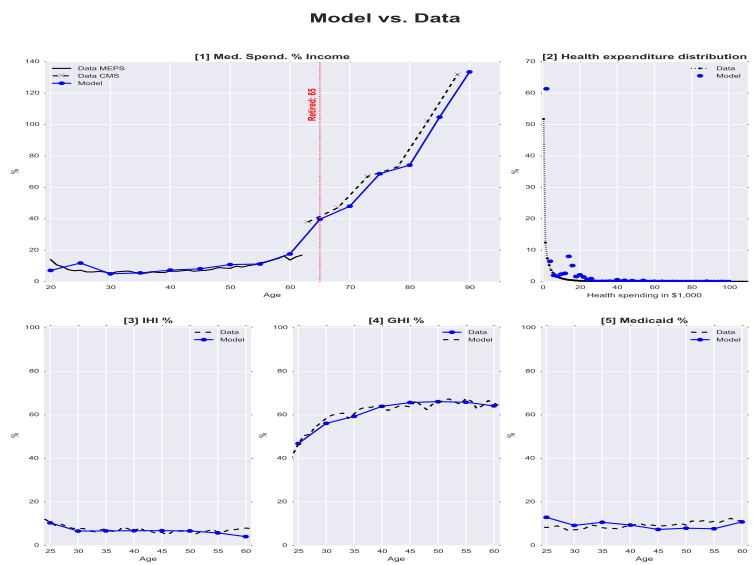 Model vs. Data
[1] Med. Spend. % Income
140
120
100
80
60
40
20
0
%
Data MEPS
Data CMS
Model
Retired: 65
20 30 40 50 60 70 80 90
Age
[2] Health expenditure distribution
70
60
50
40
30
20
10
0
%
Data
Model
0 20 40 60 80 100
Health spending in $1,000
[3] IHI %
100
80
60
40
20
0
%
Data
Model
25 30 35 40 45 50 55 60
Age
[4] GHI %
100
80
60
40
20
0
%
Data
Model
25 30 35 40 45 50 55 60
Age
[5] Medicaid %
100
80
60
40
20
0
%
Data
Model
25 30 35 40 45 50 55 60
Age